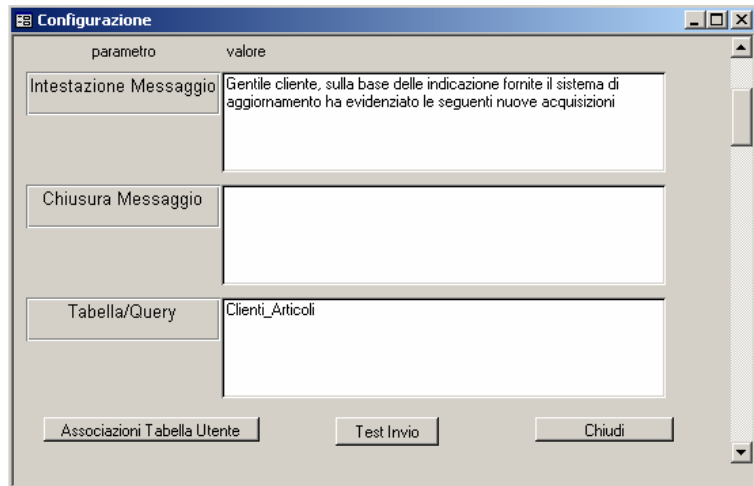 Configurazione
parametro valore
Intestazione Messaggio
Gentile cliente, sulla base delle indicazione fornite il sistema di
aggiornamento ha evidenziato le seguenti nuove acquisizioni
Chiusura Messaggio
Tabella/Query
Clienti_Articoli
Associazioni Tabella Utente Test Invio Chiudi